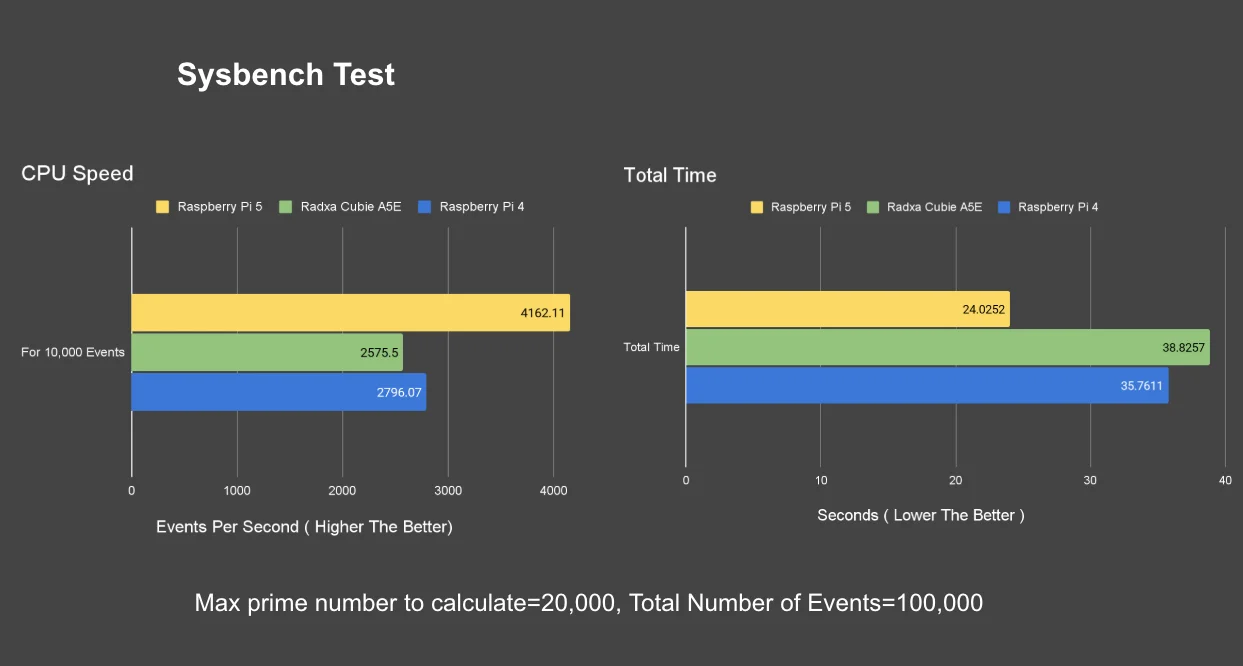 Sysbench Test
CPU Speed
Raspberry Pi 5 Radxa Cubie A5E Raspberry Pi 4
4162.11
For 10,000 Events 2575.5
2796.07
0 1000 2000 3000 4000
Events Per Second ( Higher The Better)
Total Time
Raspberry Pi 5 Radxa Cubie A5E Raspberry Pi 4
24.0252
Total Time 38.8257
35.7611
0 10 20 30 40
Seconds ( Lower The Better )
Max prime number to calculate=20,000, Total Number of Events=100,000